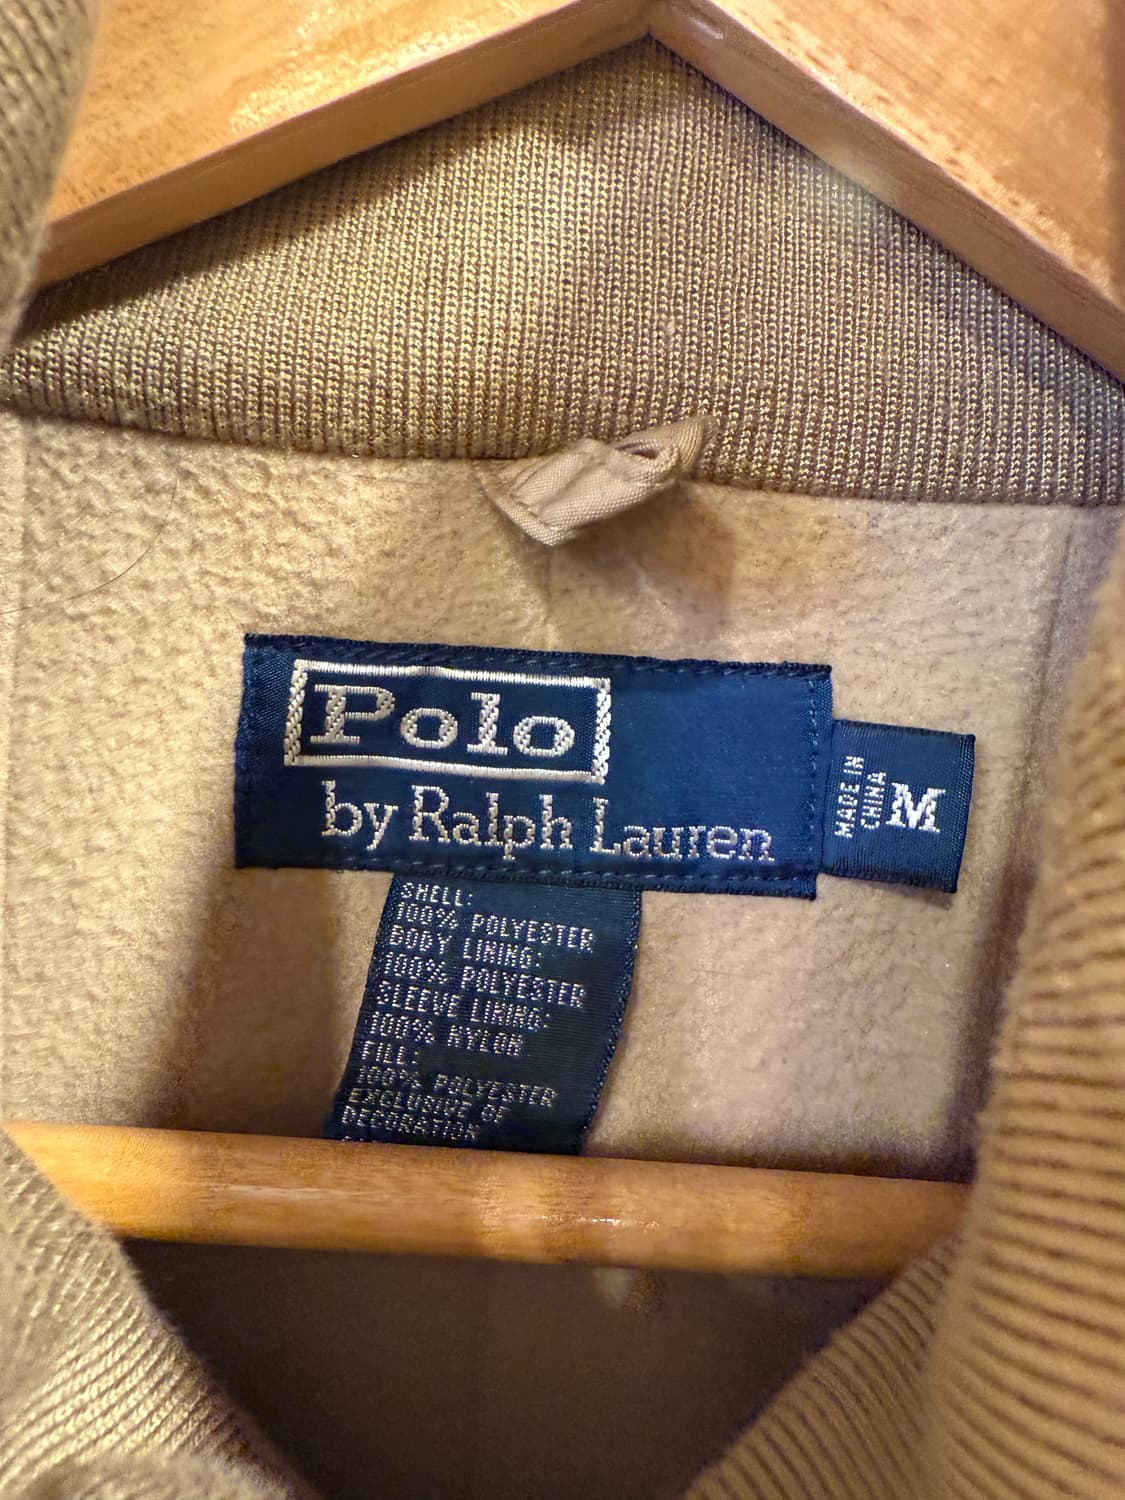 Polo
by Ralph Lauren
MADE IN
CHINA
M
SHELL:
100% POLYESTER
BODY LINING:
100% POLYESTER
SLEEVE LINING:
100% NYLON
FILL:
100% POLYESTER
EXCLUSIVE OF
DECORATION